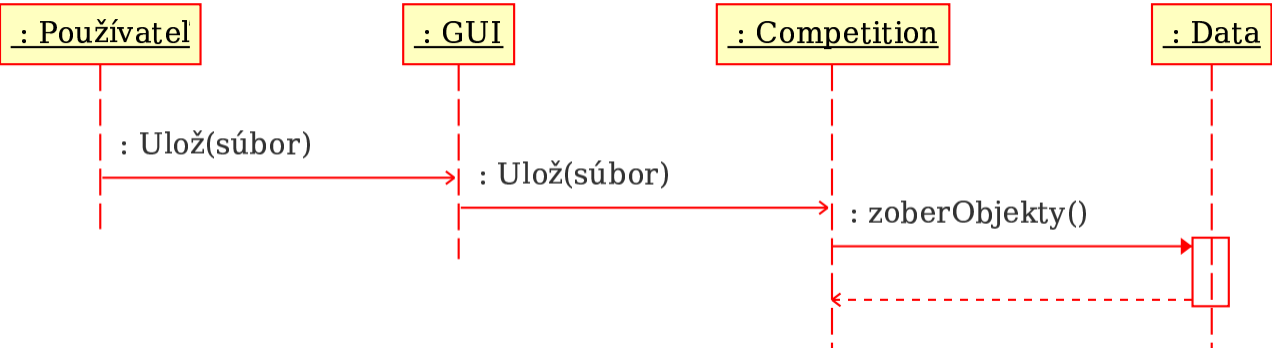 : Používateľ
: GUI
: Competition
: Data
: Ulož(súbor)
: Ulož(súbor)
: zoberObjekty()